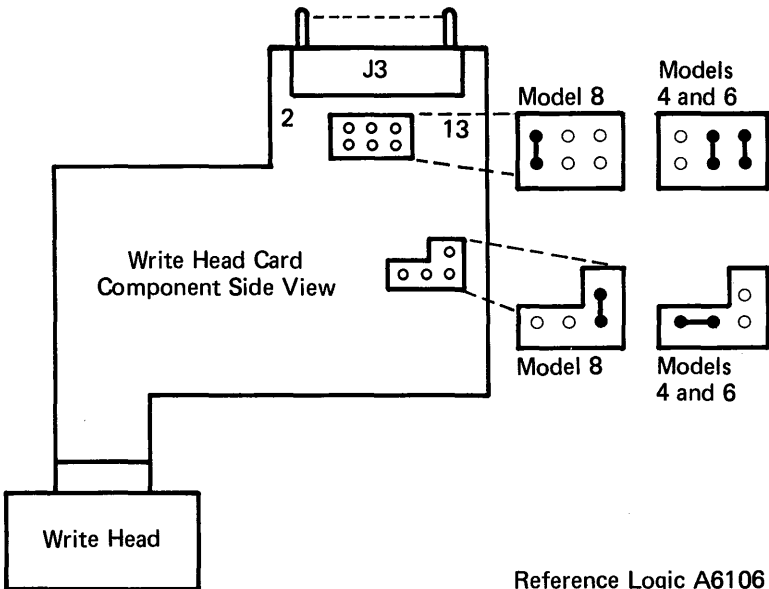 J3
Models
Model 8
4 and 6
2
13
Write Head Card
Component Side View
Model 8
Models
4 and 6
Write Head
Reference Logic A6106